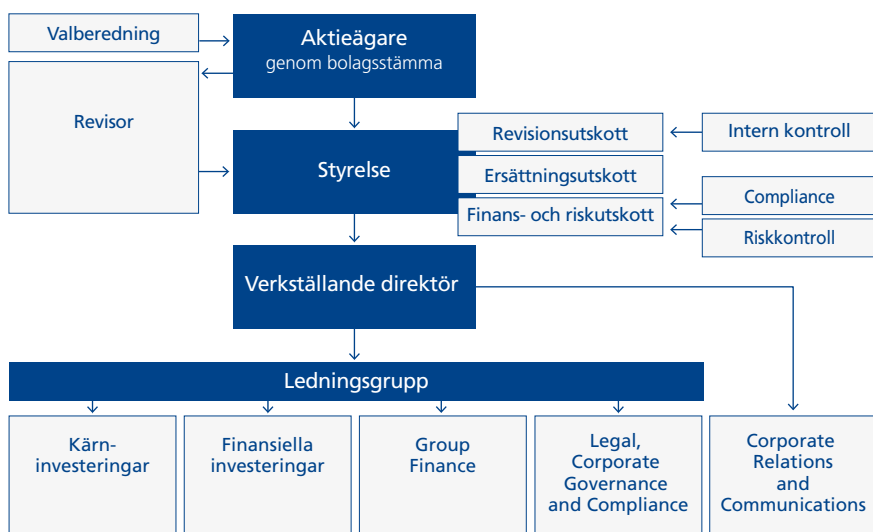 Valberedning
Aktieägare
genom bolagsstämma
Revisor
Revisionsutskott
Intern kontroll
Styrelse
Ersättningsutskott
Finans- och riskutskott
Compliance
Riskkontroll
Verkställande direktör
Ledningsgrupp
Kärn-
investeringar
Finansiella
investeringar
Group
Finance
Legal,
Corporate
Governance
and Compliance
Corporate
Relations
and
Communications